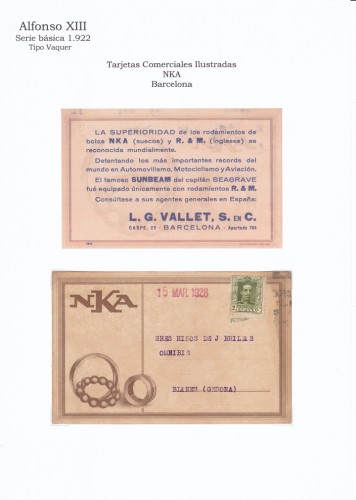 Alfonso XIII
Serie básica 1.922
Tipo Vaquer
Tarjetas Comerciales Ilustradas
NKA
Barcelona
LA SUPERIORIDAD de los rodamientos de
bolas NKA (suecos) y R. & M. (ingleses) es
reconocida mundialmente.
Detentando los más importantes records del
mundo en Automovilismo, Motociclismo y Aviación.
El famoso SUNBEAM del capitán SEAGRAVE
fué equipado únicamente con rodamientos R. & M.
Consúltese a sus agentes generales en España:
L. G. VALLET, S. EN C.
CASPE, - BARCELONA - Apartado 704
NKA
15 MAR. 1928
SRES HIJOS DE J BRILAS
OMNIBIS
BLANES (GERONA)